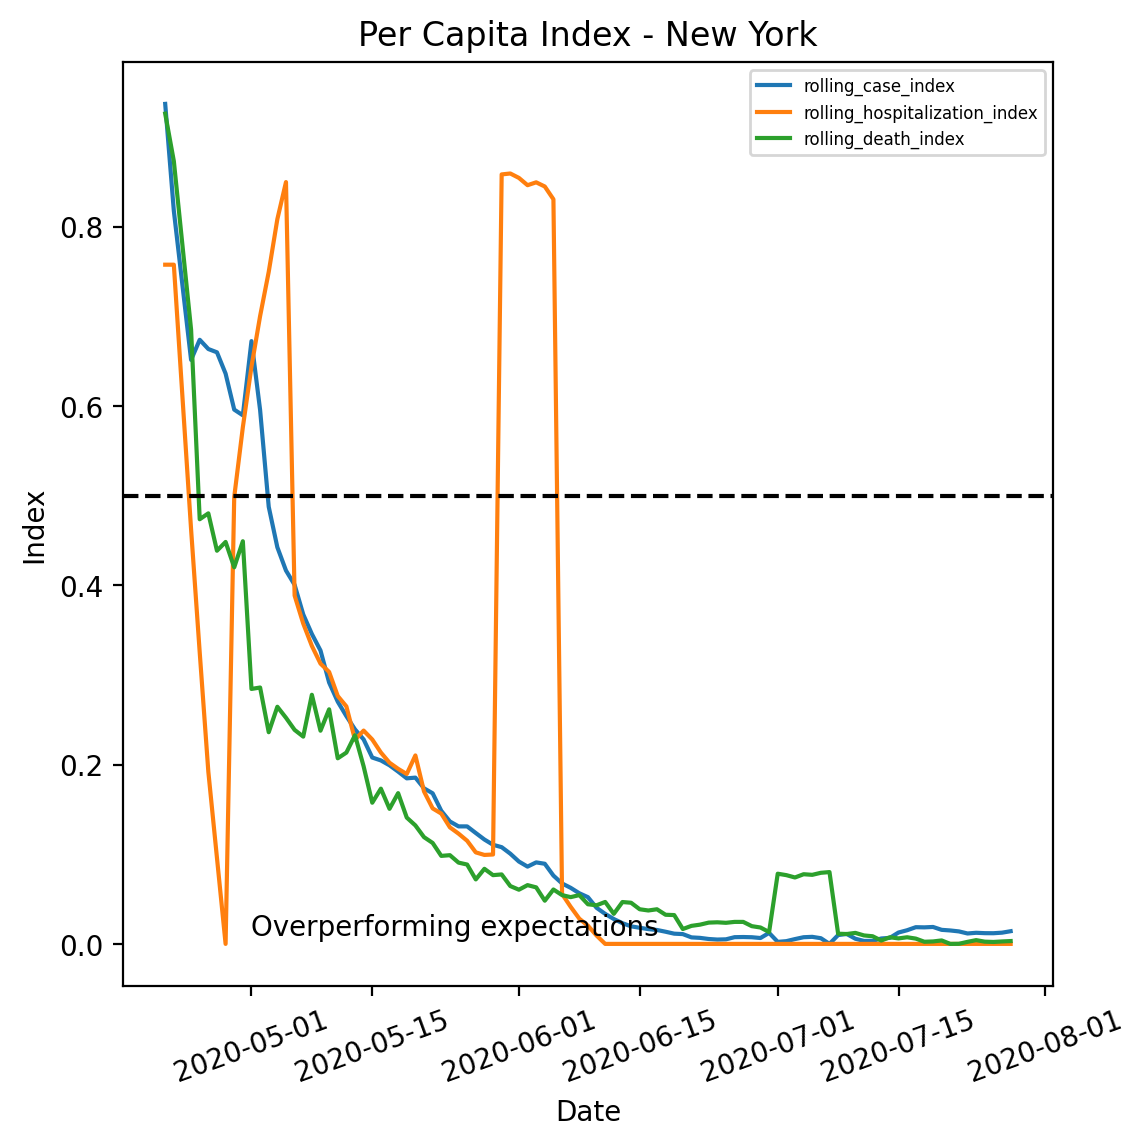 Per Capita Index - New York
rolling_case_index
rolling_hospitalization_index
rolling_death_index
0.8
0.6
0.4
0.2
0.0
Index
Overperforming expectations
2020-05-01
2020-05-15
2020-06-01
2020-06-15
2020-07-01
2020-07-15
2020-08-01
Date